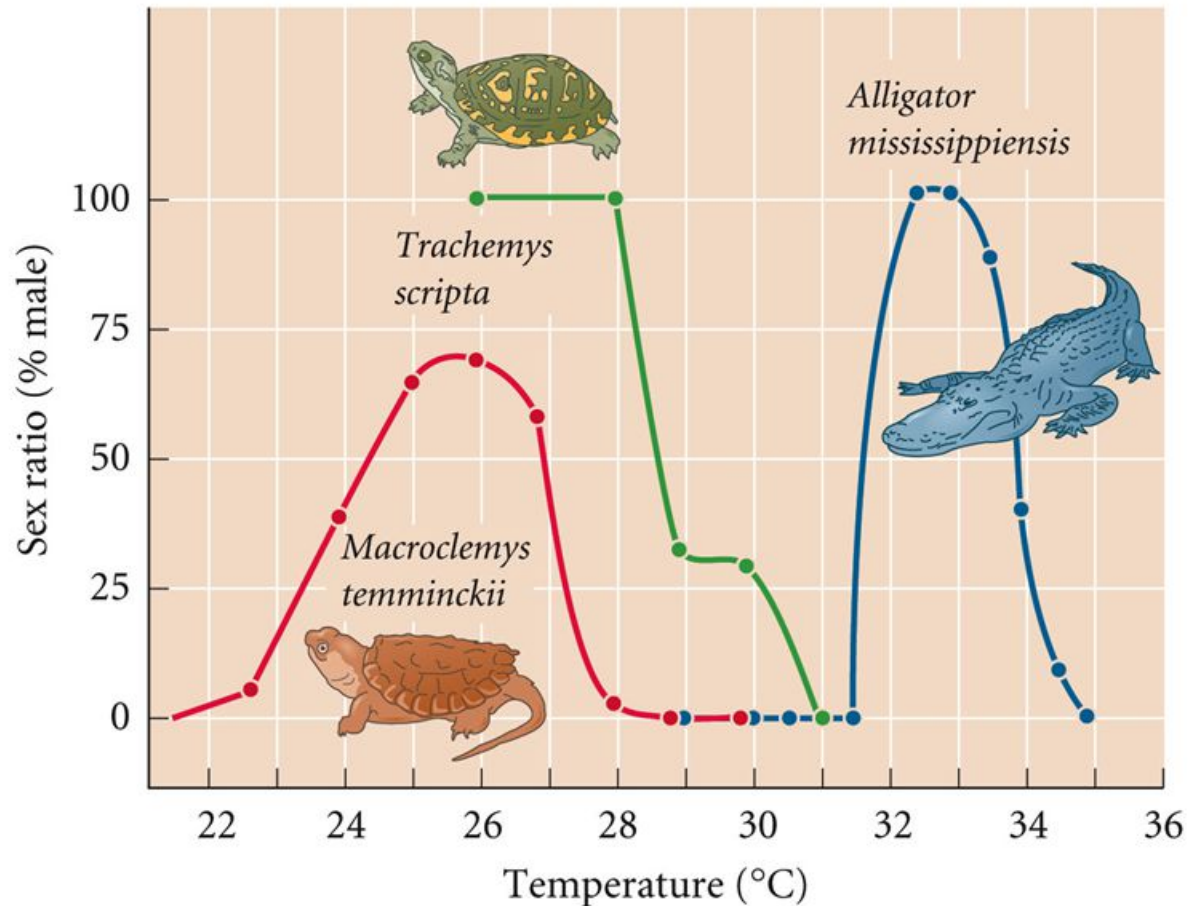 Alligator
mississippiensis
Trachemys
scripta
Macroclemys
temminckii
Sex ratio (% male)
100
75
50
25
0
22 24 26 28 30 32 34 36
Temperature (°C)